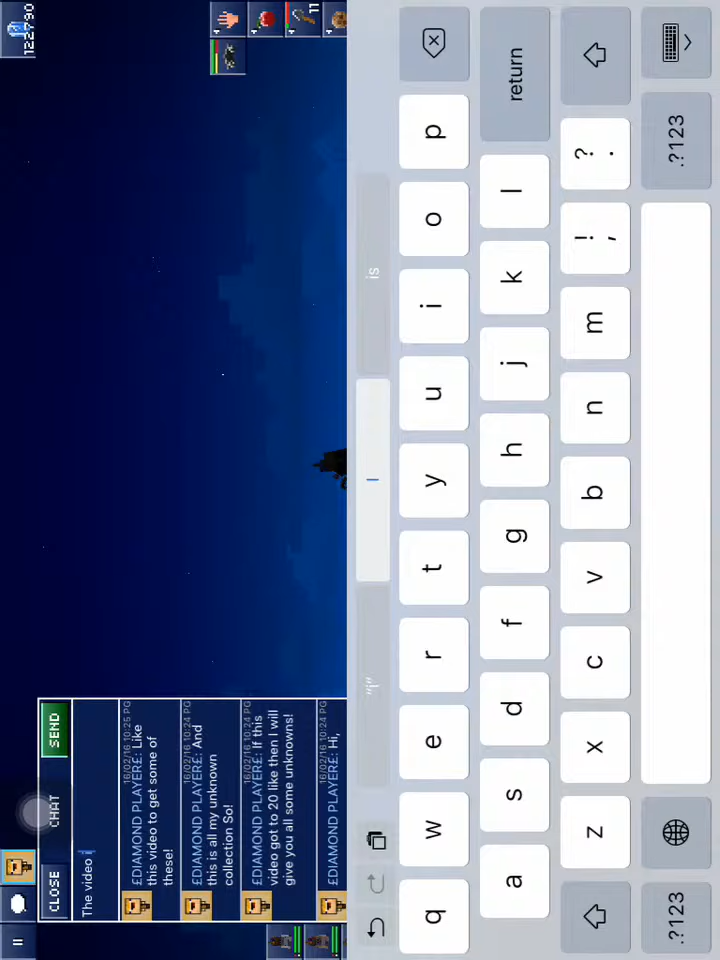 CLOSE CHAT SEND
The video i
16/02/16 10:25 PG
£DIAMOND PLAYER£: Like
this video to get some of
these!
16/02/16 10:24 PG
£DIAMOND PLAYER£: And
this is all my unknown
collection So!
16/02/16 10:24 PG
£DIAMOND PLAYER£: If this
video got to 20 like then I will
give you all some unknowns!
16/02/16 10:24 PG
£DIAMOND PLAYER£: Hi,
11
"i" I is
q w e r t y u i o p
a s d f g h j k l return
z x c v b n m ! , ? .
.?123 .?123